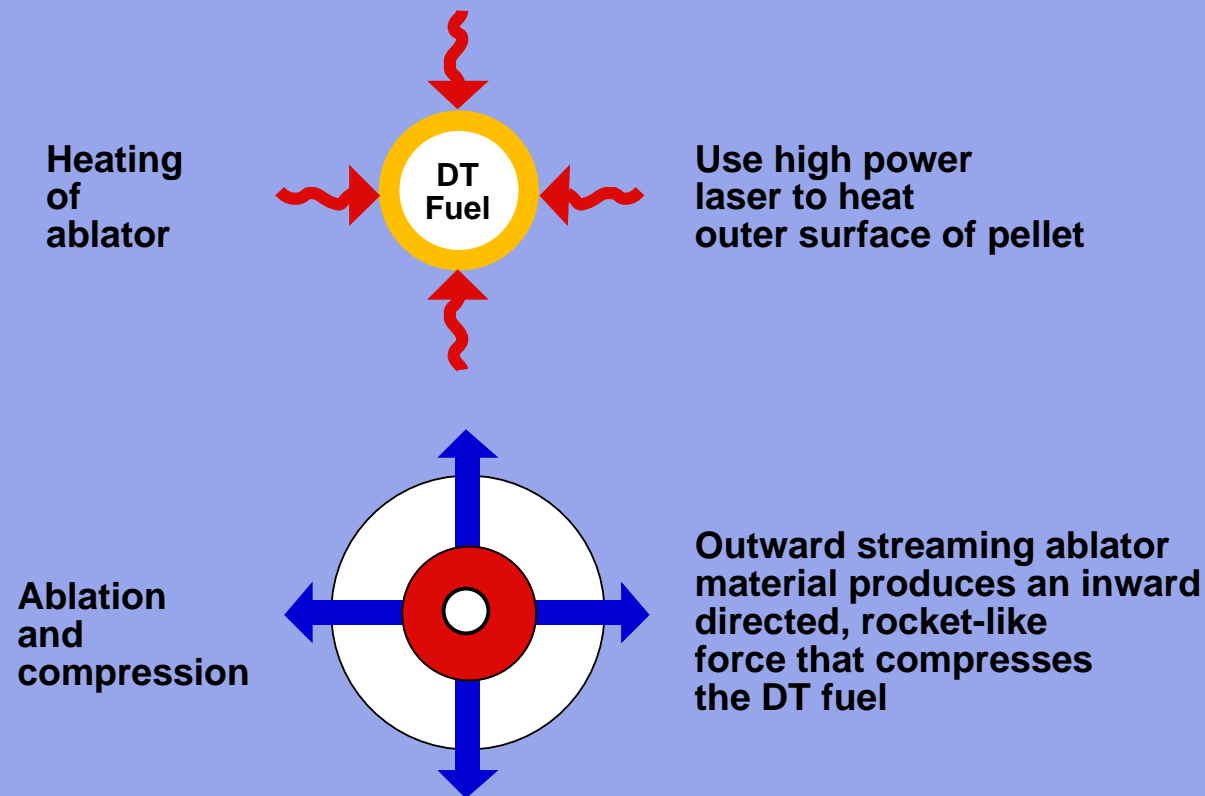 Heating
of
ablator
DT
Fuel
Use high power
laser to heat
outer surface of pellet
Ablation
and
compression
Outward streaming ablator
material produces an inward
directed, rocket-like
force that compresses
the DT fuel